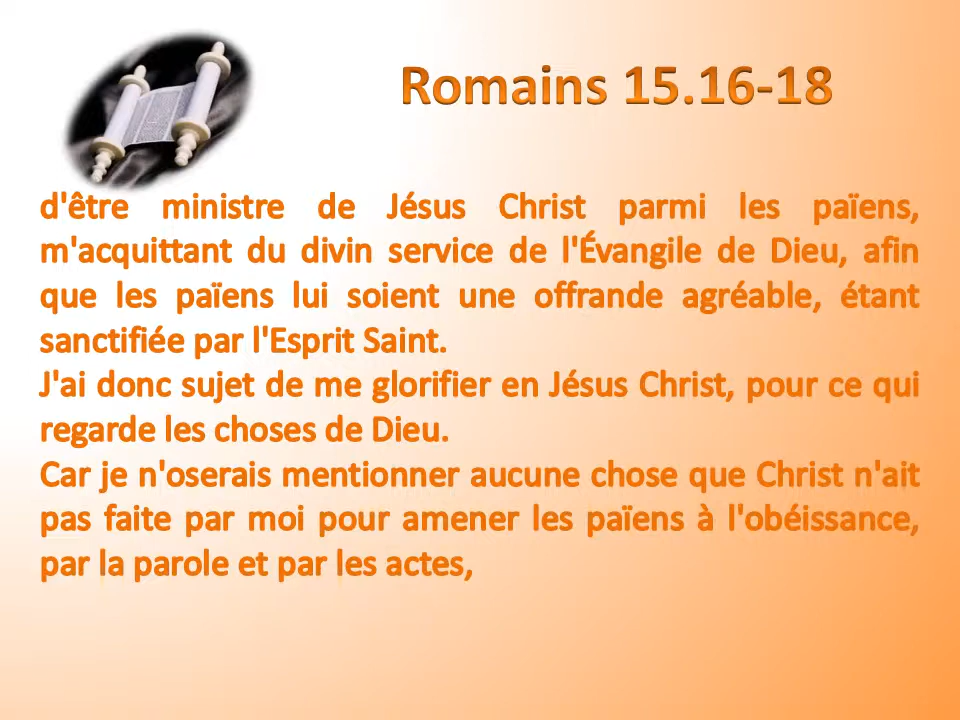 Romains 15.16-18
d'être ministre de Jésus Christ parmi les païens,
m'acquittant du divin service de l'Évangile de Dieu, afin
que les païens lui soient une offrande agréable, étant
sanctifiée par l'Esprit Saint.
J'ai donc sujet de me glorifier en Jésus Christ, pour ce qui
regarde les choses de Dieu.
Car je n'oserais mentionner aucune chose que Christ n'ait
pas faite par moi pour amener les païens à l'obéissance,
par la parole et par les actes,